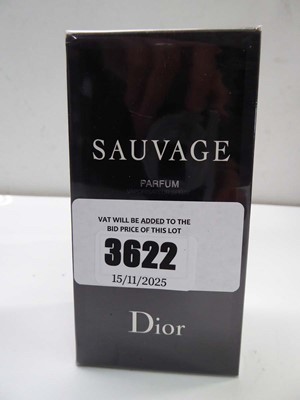 SAUVAGE
PARFUM
VAT WILL BE ADDED TO THE
BID PRICE OF THIS LOT
3622
15/11/2025
Dior